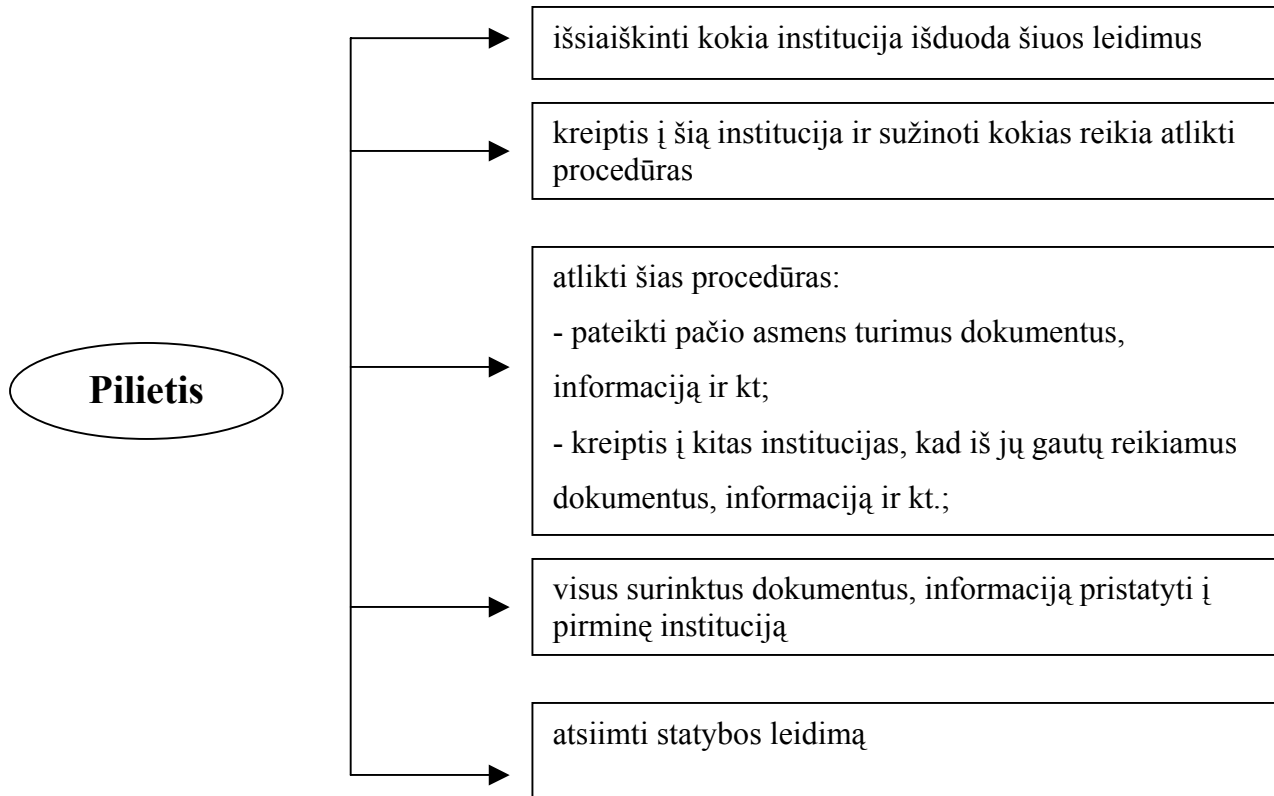 išsiaiškinti kokia institucija išduoda šiuos leidimus
kreiptis į šią institucija ir sužinoti kokias reikia atlikti
procedūras
atlikti šias procedūras:
- pateikti pačio asmens turimus dokumentus,
informaciją ir kt;
- kreiptis į kitas institucijas, kad iš jų gautų reikiamus
dokumentus, informaciją ir kt.;
Pilietis
visus surinktus dokumentus, informaciją pristatyti į
pirminę instituciją
atsiimti statybos leidimą